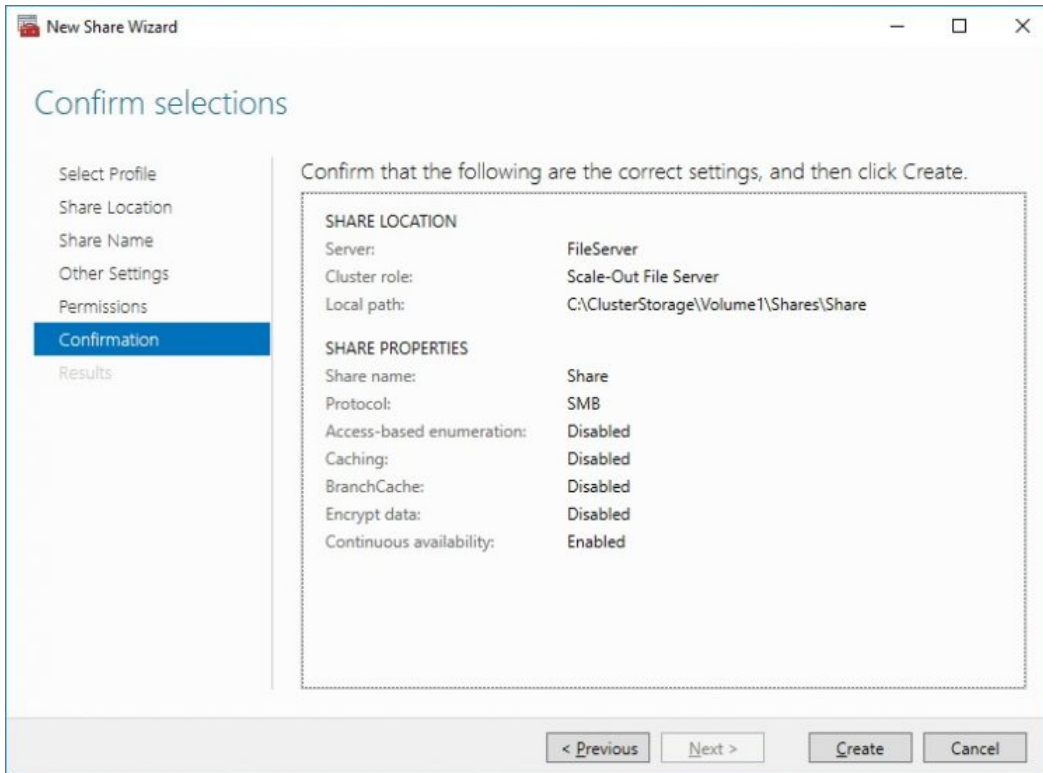 New Share Wizard
Confirm selections
Select Profile
Share Location
Share Name
Other Settings
Permissions
Confirmation
Results
Confirm that the following are the correct settings, and then click Create.
SHARE LOCATION
Server: FileServer
Cluster role: Scale-Out File Server
Local path: C:\ClusterStorage\Volume1\Shares\Share
SHARE PROPERTIES
Share name: Share
Protocol: SMB
Access-based enumeration: Disabled
Caching: Disabled
BranchCache: Disabled
Encrypt data: Disabled
Continuous availability: Enabled
< Previous Next > Create Cancel